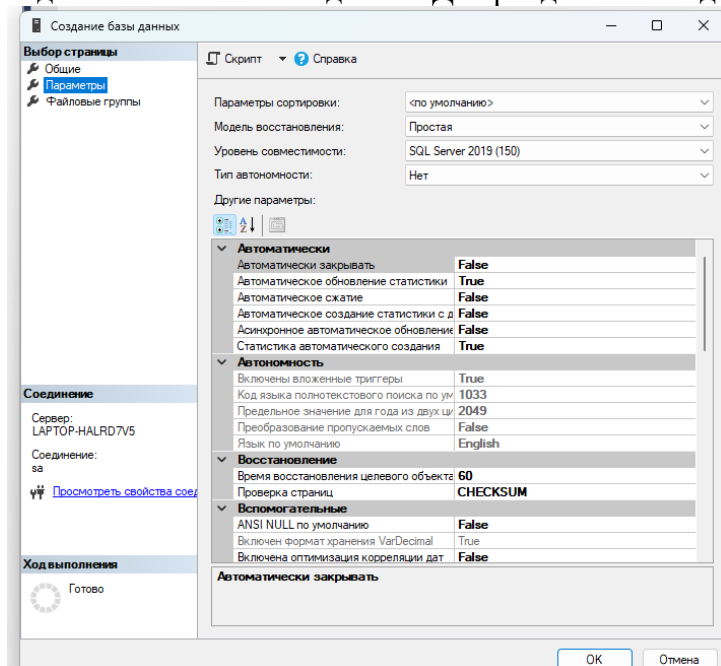 Создание базы данных
Выбор страницы
Общие
Параметры
Файловые группы
Скрипт Справка
Параметры сортировки: <по умолчанию>
Модель восстановления: Простая
Уровень совместимости: SQL Server 2019 (150)
Тип автономности: Нет
Другие параметры:
Автоматически
Автоматически закрывать False
Автоматическое обновление статистики True
Автоматическое сжатие False
Автоматическое создание статистики с д False
Асинхронное автоматическое обновление False
Статистика автоматического создания True
Автономность
Включены вложенные триггеры True
Код языка полнотекстового поиска по ум 1033
Предельное значение для года из двух ци 2049
Преобразование пропускаемых слов False
Язык по умолчанию English
Восстановление
Время восстановления целевого объекта 60
Проверка страниц CHECKSUM
Вспомогательные
ANSI NULL по умолчанию False
Включен формат хранения VarDecimal True
Включена оптимизация корреляции дат False
Автоматически закрывать
Соединение
Сервер:
LAPTOP-HALRD7V5
Соединение:
sa
Просмотреть свойства соед
Ход выполнения
Готово
OK Отмена